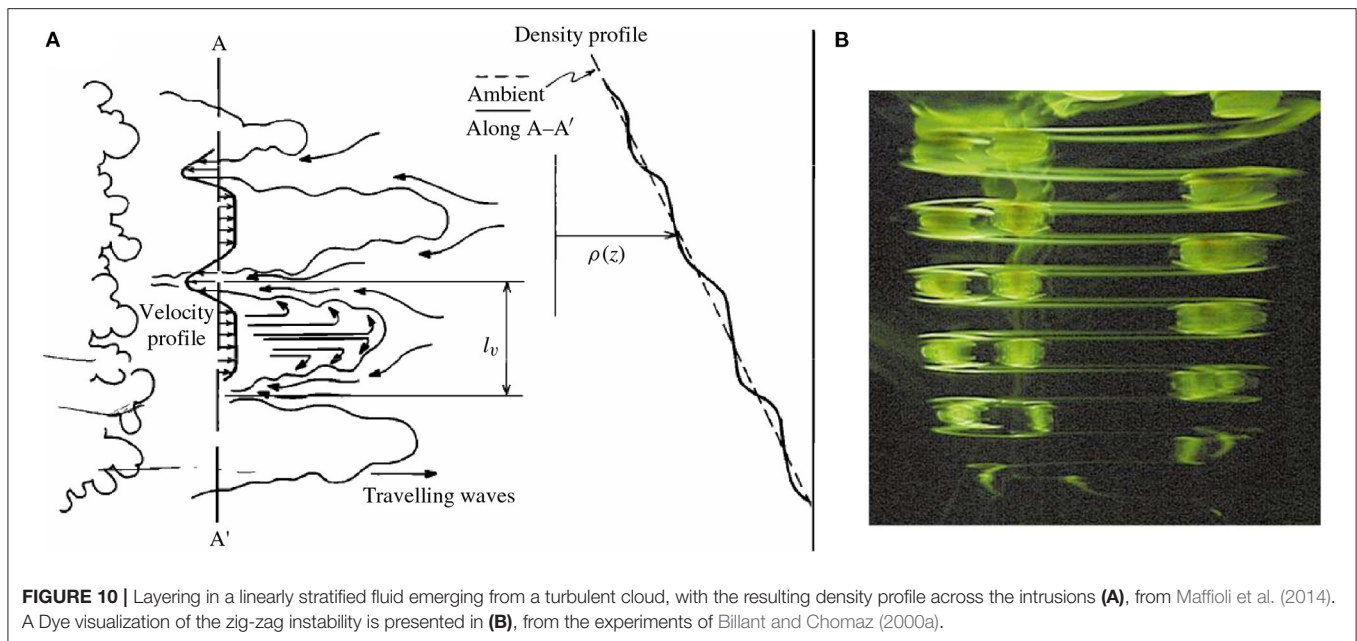 A
A
Density profile
Ambient
Along A–A′
ρ(z)
Velocity
profile
l_v
Travelling waves
A'
B
FIGURE 10 | Layering in a linearly stratified fluid emerging from a turbulent cloud, with the resulting density profile across the intrusions (A), from Maffioli et al. (2014).
A Dye visualization of the zig-zag instability is presented in (B), from the experiments of Billant and Chomaz (2000a).